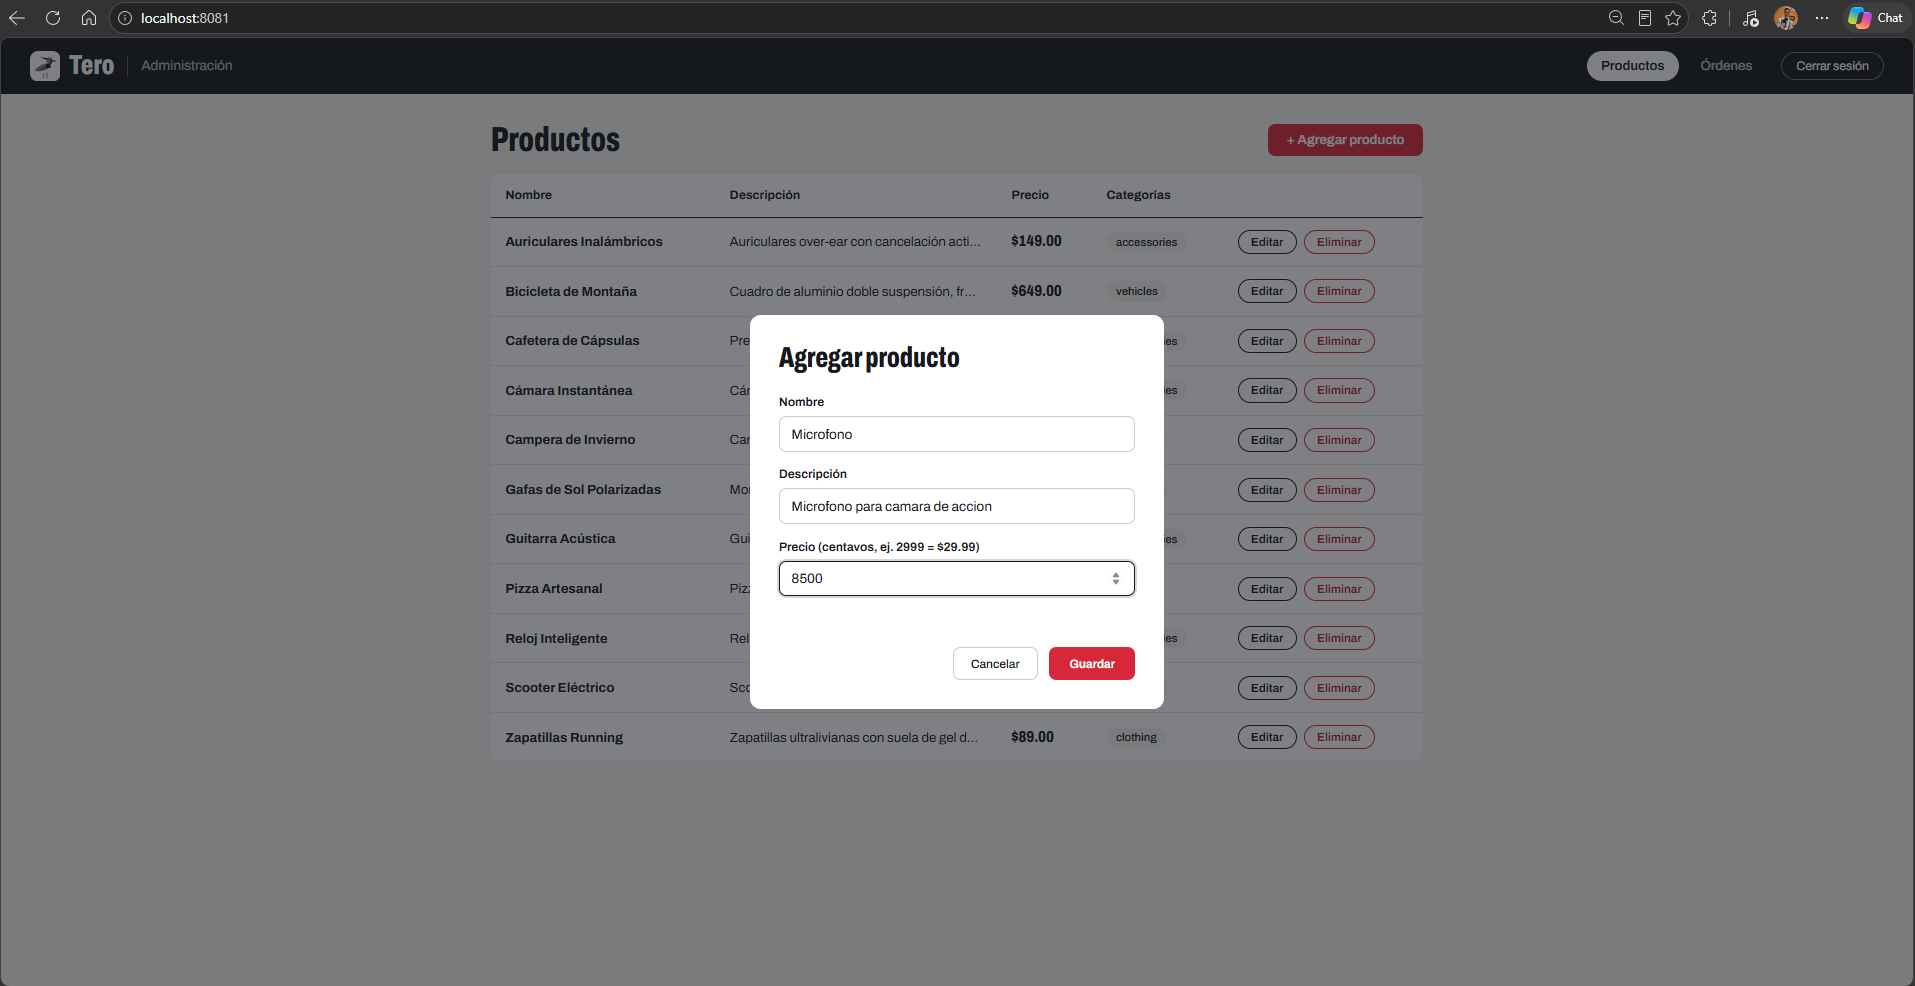 localhost:8081
Chat
Tero
Administración
Productos
Órdenes
Cerrar sesión
Productos
+ Agregar producto
Nombre Descripción Precio Categorías
Auriculares Inalámbricos Auriculares over-ear con cancelación acti... $149.00 accessories Editar Eliminar
Bicicleta de Montaña Cuadro de aluminio doble suspensión, fr... $649.00 vehicles Editar Eliminar
Cafetera de Cápsulas Editar Eliminar
Cámara Instantánea Editar Eliminar
Campera de Invierno Editar Eliminar
Gafas de Sol Polarizadas Editar Eliminar
Guitarra Acústica Editar Eliminar
Pizza Artesanal Editar Eliminar
Reloj Inteligente Editar Eliminar
Scooter Eléctrico Editar Eliminar
Zapatillas Running Zapatillas ultralivianas con suela de gel d... $89.00 clothing Editar Eliminar
Agregar producto
Nombre
Microfono
Descripción
Microfono para camara de accion
Precio (centavos, ej. 2999 = $29.99)
8500
Cancelar
Guardar